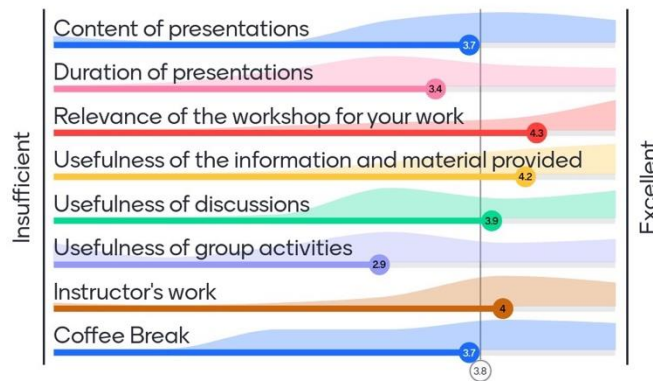 Insufficient
Content of presentations
3.7
Duration of presentations
3.4
Relevance of the workshop for your work
4.3
Usefulness of the information and material provided
4.2
Usefulness of discussions
3.9
Usefulness of group activities
2.9
Instructor's work
4
Coffee Break
3.7
3.8
Excellent